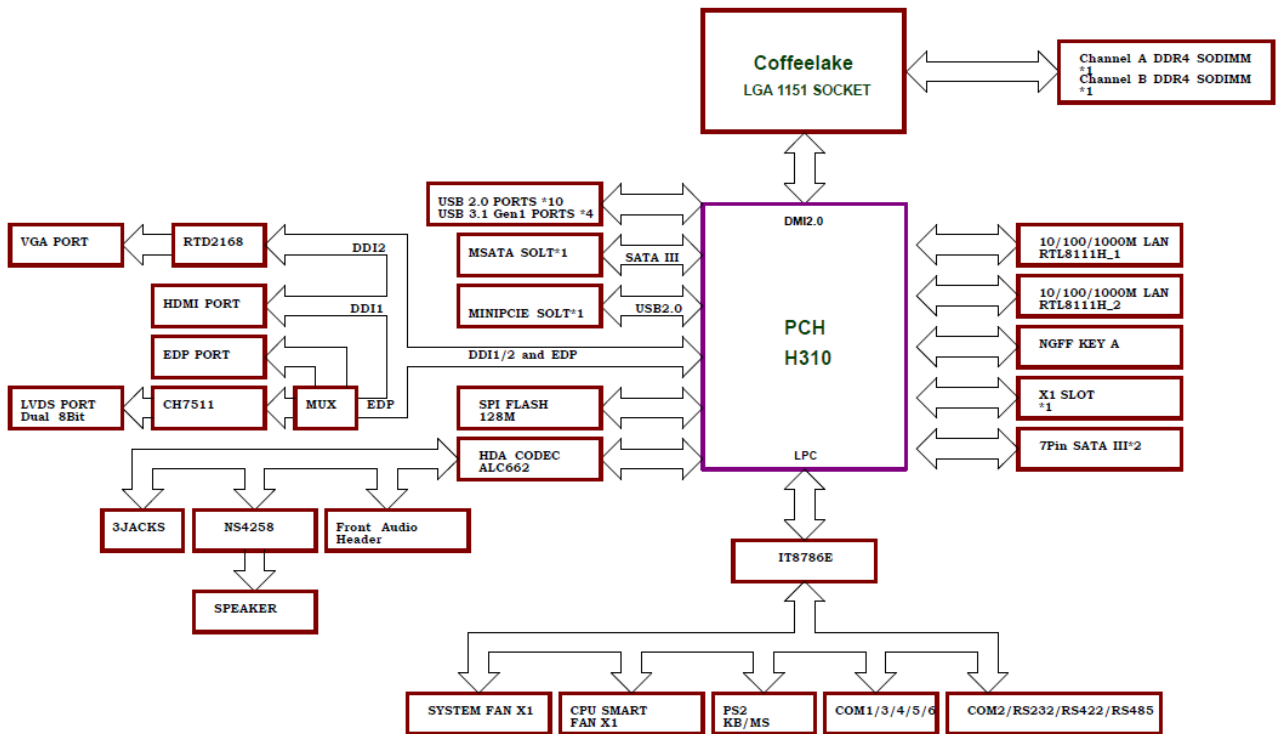 Coffeelake
LGA 1151 SOCKET
Channel A DDR4 SODIMM
*1
Channel B DDR4 SODIMM
*1
USB 2.0 PORTS *10
USB 3.1 Gen1 PORTS *4
DMI2.0
VGA PORT
RTD2168
DDI2
MSATA SOLT*1
SATA III
10/100/1000M LAN
RTL8111H_1
HDMI PORT
DDI1
MINIPCIE SOLT*1
USB2.0
10/100/1000M LAN
RTL8111H_2
PCH
H310
EDP PORT
DDI1/2 and EDP
NGFF KEY A
LVDS PORT
Dual 8Bit
CH7511
MUX
EDP
SPI FLASH
128M
X1 SLOT
*1
HDA CODEC
ALC662
LPC
7Pin SATA III*2
3JACKS
NS4258
Front Audio
Header
IT8786E
SPEAKER
SYSTEM FAN X1
CPU SMART
FAN X1
PS2
KB/MS
COM1/3/4/5/6
COM2/RS232/RS422/RS485